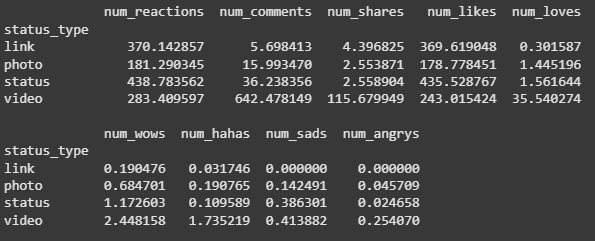 num_reactions num_comments num_shares num_likes num_loves
status_type
link 370.142857 5.698413 4.396825 369.619048 0.301587
photo 181.290345 15.993470 2.553871 178.778451 1.445196
status 438.783562 36.238356 2.558904 435.528767 1.561644
video 283.409597 642.478149 115.679949 243.015424 35.540274
num_wows num_hahas num_sads num_angrys
status_type
link 0.190476 0.031746 0.000000 0.000000
photo 0.684701 0.190765 0.142491 0.045709
status 1.172603 0.109589 0.386301 0.024658
video 2.448158 1.735219 0.413882 0.254070